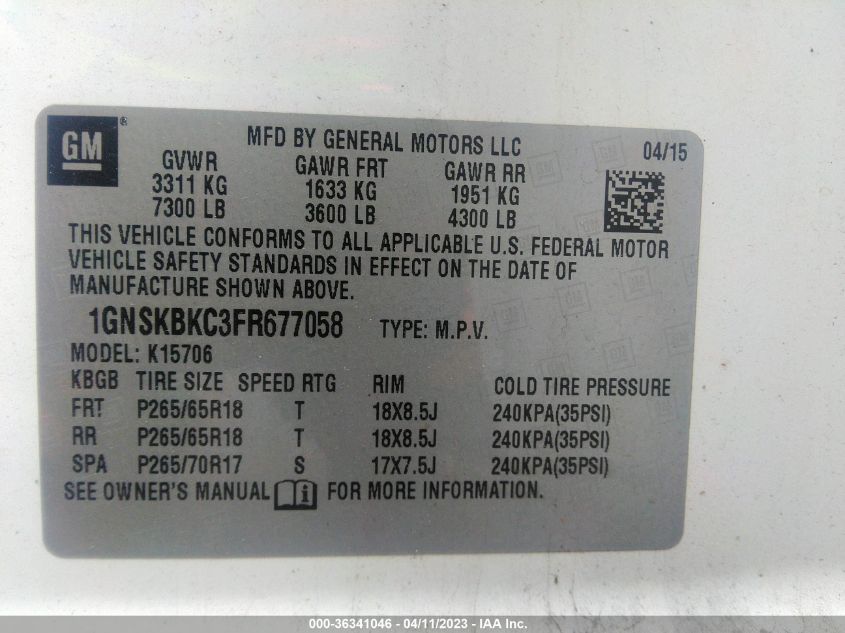 GM ® MFD BY GENERAL MOTORS LLC 04/15
GVWR GAWR FRT GAWR RR
3311 KG 1633 KG 1951 KG
7300 LB 3600 LB 4300 LB
THIS VEHICLE CONFORMS TO ALL APPLICABLE U.S. FEDERAL MOTOR
VEHICLE SAFETY STANDARDS IN EFFECT ON THE DATE OF
MANUFACTURE SHOWN ABOVE.
1GNSKBKC3FR677058 TYPE: M.P.V.
MODEL: K15706
KBGB TIRE SIZE SPEED RTG RIM COLD TIRE PRESSURE
FRT P265/65R18 T 18X8.5J 240KPA(35PSI)
RR P265/65R18 T 18X8.5J 240KPA(35PSI)
SPA P265/70R17 S 17X7.5J 240KPA(35PSI)
SEE OWNER'S MANUAL i FOR MORE INFORMATION.
000-36341046 - 04/11/2023 - IAA Inc.